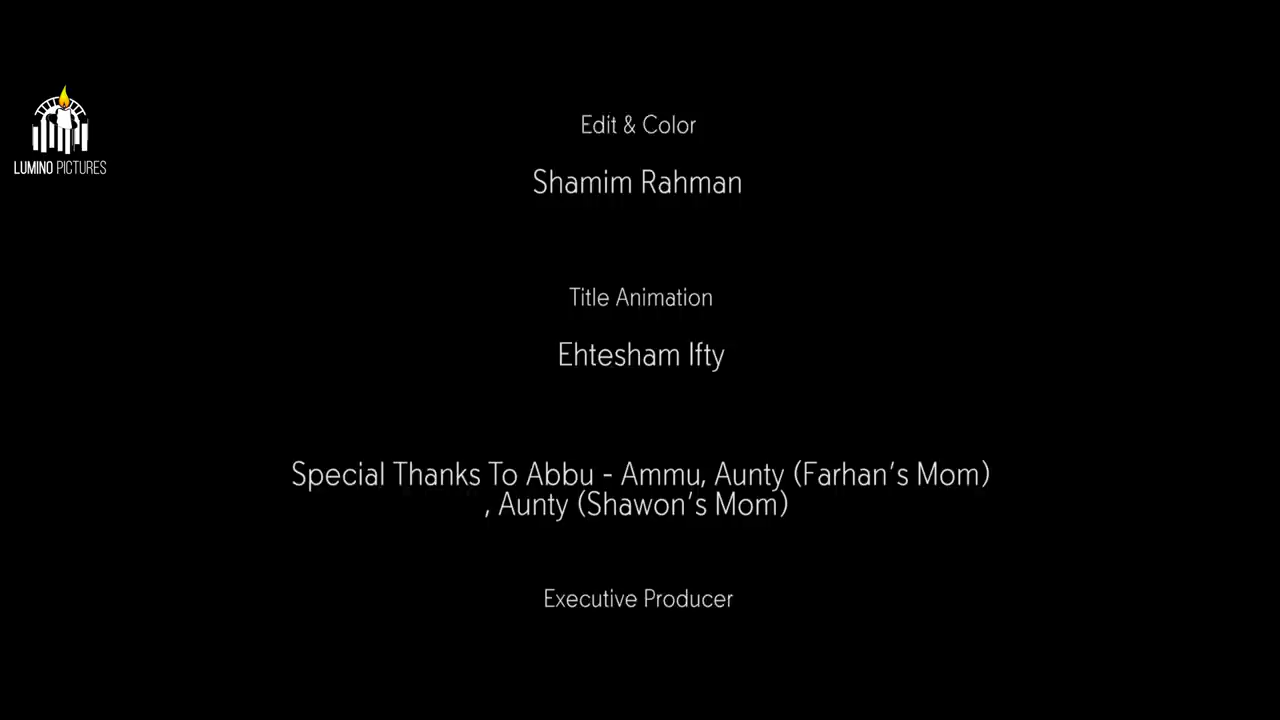 LUMINO PICTURES
Edit & Color
Shamim Rahman
Title Animation
Ehtesham Ifty
Special Thanks To Abbu - Ammu, Aunty (Farhan's Mom)
, Aunty (Shawon's Mom)
Executive Producer